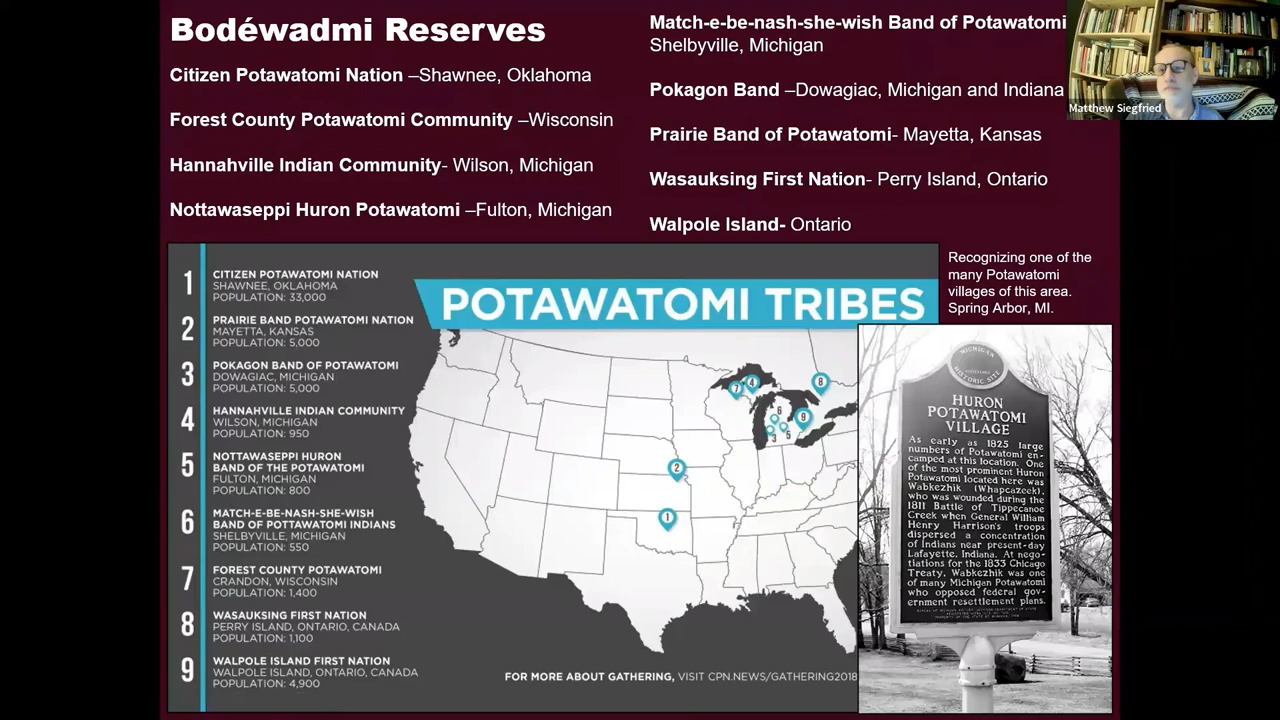 Bodéwadmi Reserves
Citizen Potawatomi Nation –Shawnee, Oklahoma
Forest County Potawatomi Community –Wisconsin
Hannahville Indian Community- Wilson, Michigan
Nottawaseppi Huron Potawatomi –Fulton, Michigan
Match-e-be-nash-she-wish Band of Potawatomi
Shelbyville, Michigan
Pokagon Band –Dowagiac, Michigan and Indiana
Prairie Band of Potawatomi- Mayetta, Kansas
Wasauksing First Nation- Perry Island, Ontario
Walpole Island- Ontario
Matthew Siegfried
1
CITIZEN POTAWATOMI NATION
SHAWNEE, OKLAHOMA
POPULATION: 33,000
2
PRAIRIE BAND POTAWATOMI NATION
MAYETTA, KANSAS
POPULATION: 5,000
3
POKAGON BAND OF POTAWATOMI
DOWAGIAC, MICHIGAN
POPULATION: 5,000
4
HANNAHVILLE INDIAN COMMUNITY
WILSON, MICHIGAN
POPULATION: 950
5
NOTTAWASEPPI HURON
BAND OF THE POTAWATOMI
FULTON, MICHIGAN
POPULATION: 800
6
MATCH-E-BE-NASH-SHE-WISH
BAND OF POTTAWATOMI INDIANS
SHELBYVILLE, MICHIGAN
POPULATION: 550
7
FOREST COUNTY POTAWATOMI
CRANDON, WISCONSIN
POPULATION: 1,400
8
WASAUKSING FIRST NATION
PERRY ISLAND, ONTARIO, CANADA
POPULATION: 1,100
9
WALPOLE ISLAND FIRST NATION
WALPOLE ISLAND, ONTARIO, CANADA
POPULATION: 4,900
POTAWATOMI TRIBES
7
4
8
6
9
3
5
2
1
FOR MORE ABOUT GATHERING, VISIT CPN.NEWS/GATHERING2018
Recognizing one of the
many Potawatomi
villages of this area.
Spring Arbor, MI.
MICHIGAN
HISTORIC SITE
HURON
POTAWATOMI
VILLAGE
As early as 1825 large
numbers of Potawatomi en-
camped at this location. One
of the most prominent Huron
Potawatomi located here was
Wabkezhik (Whapcazeek),
who was wounded during the
1811 Battle of Tippecanoe
Creek when General William
Henry Harrison's troops
dispersed a concentration
of Indians near present-day
Lafayette, Indiana. At nego-
tiations for the 1833 Chicago
Treaty, Wabkezhik was one
of many Michigan Potawatomi
who opposed federal gov-
ernment resettlement plans.